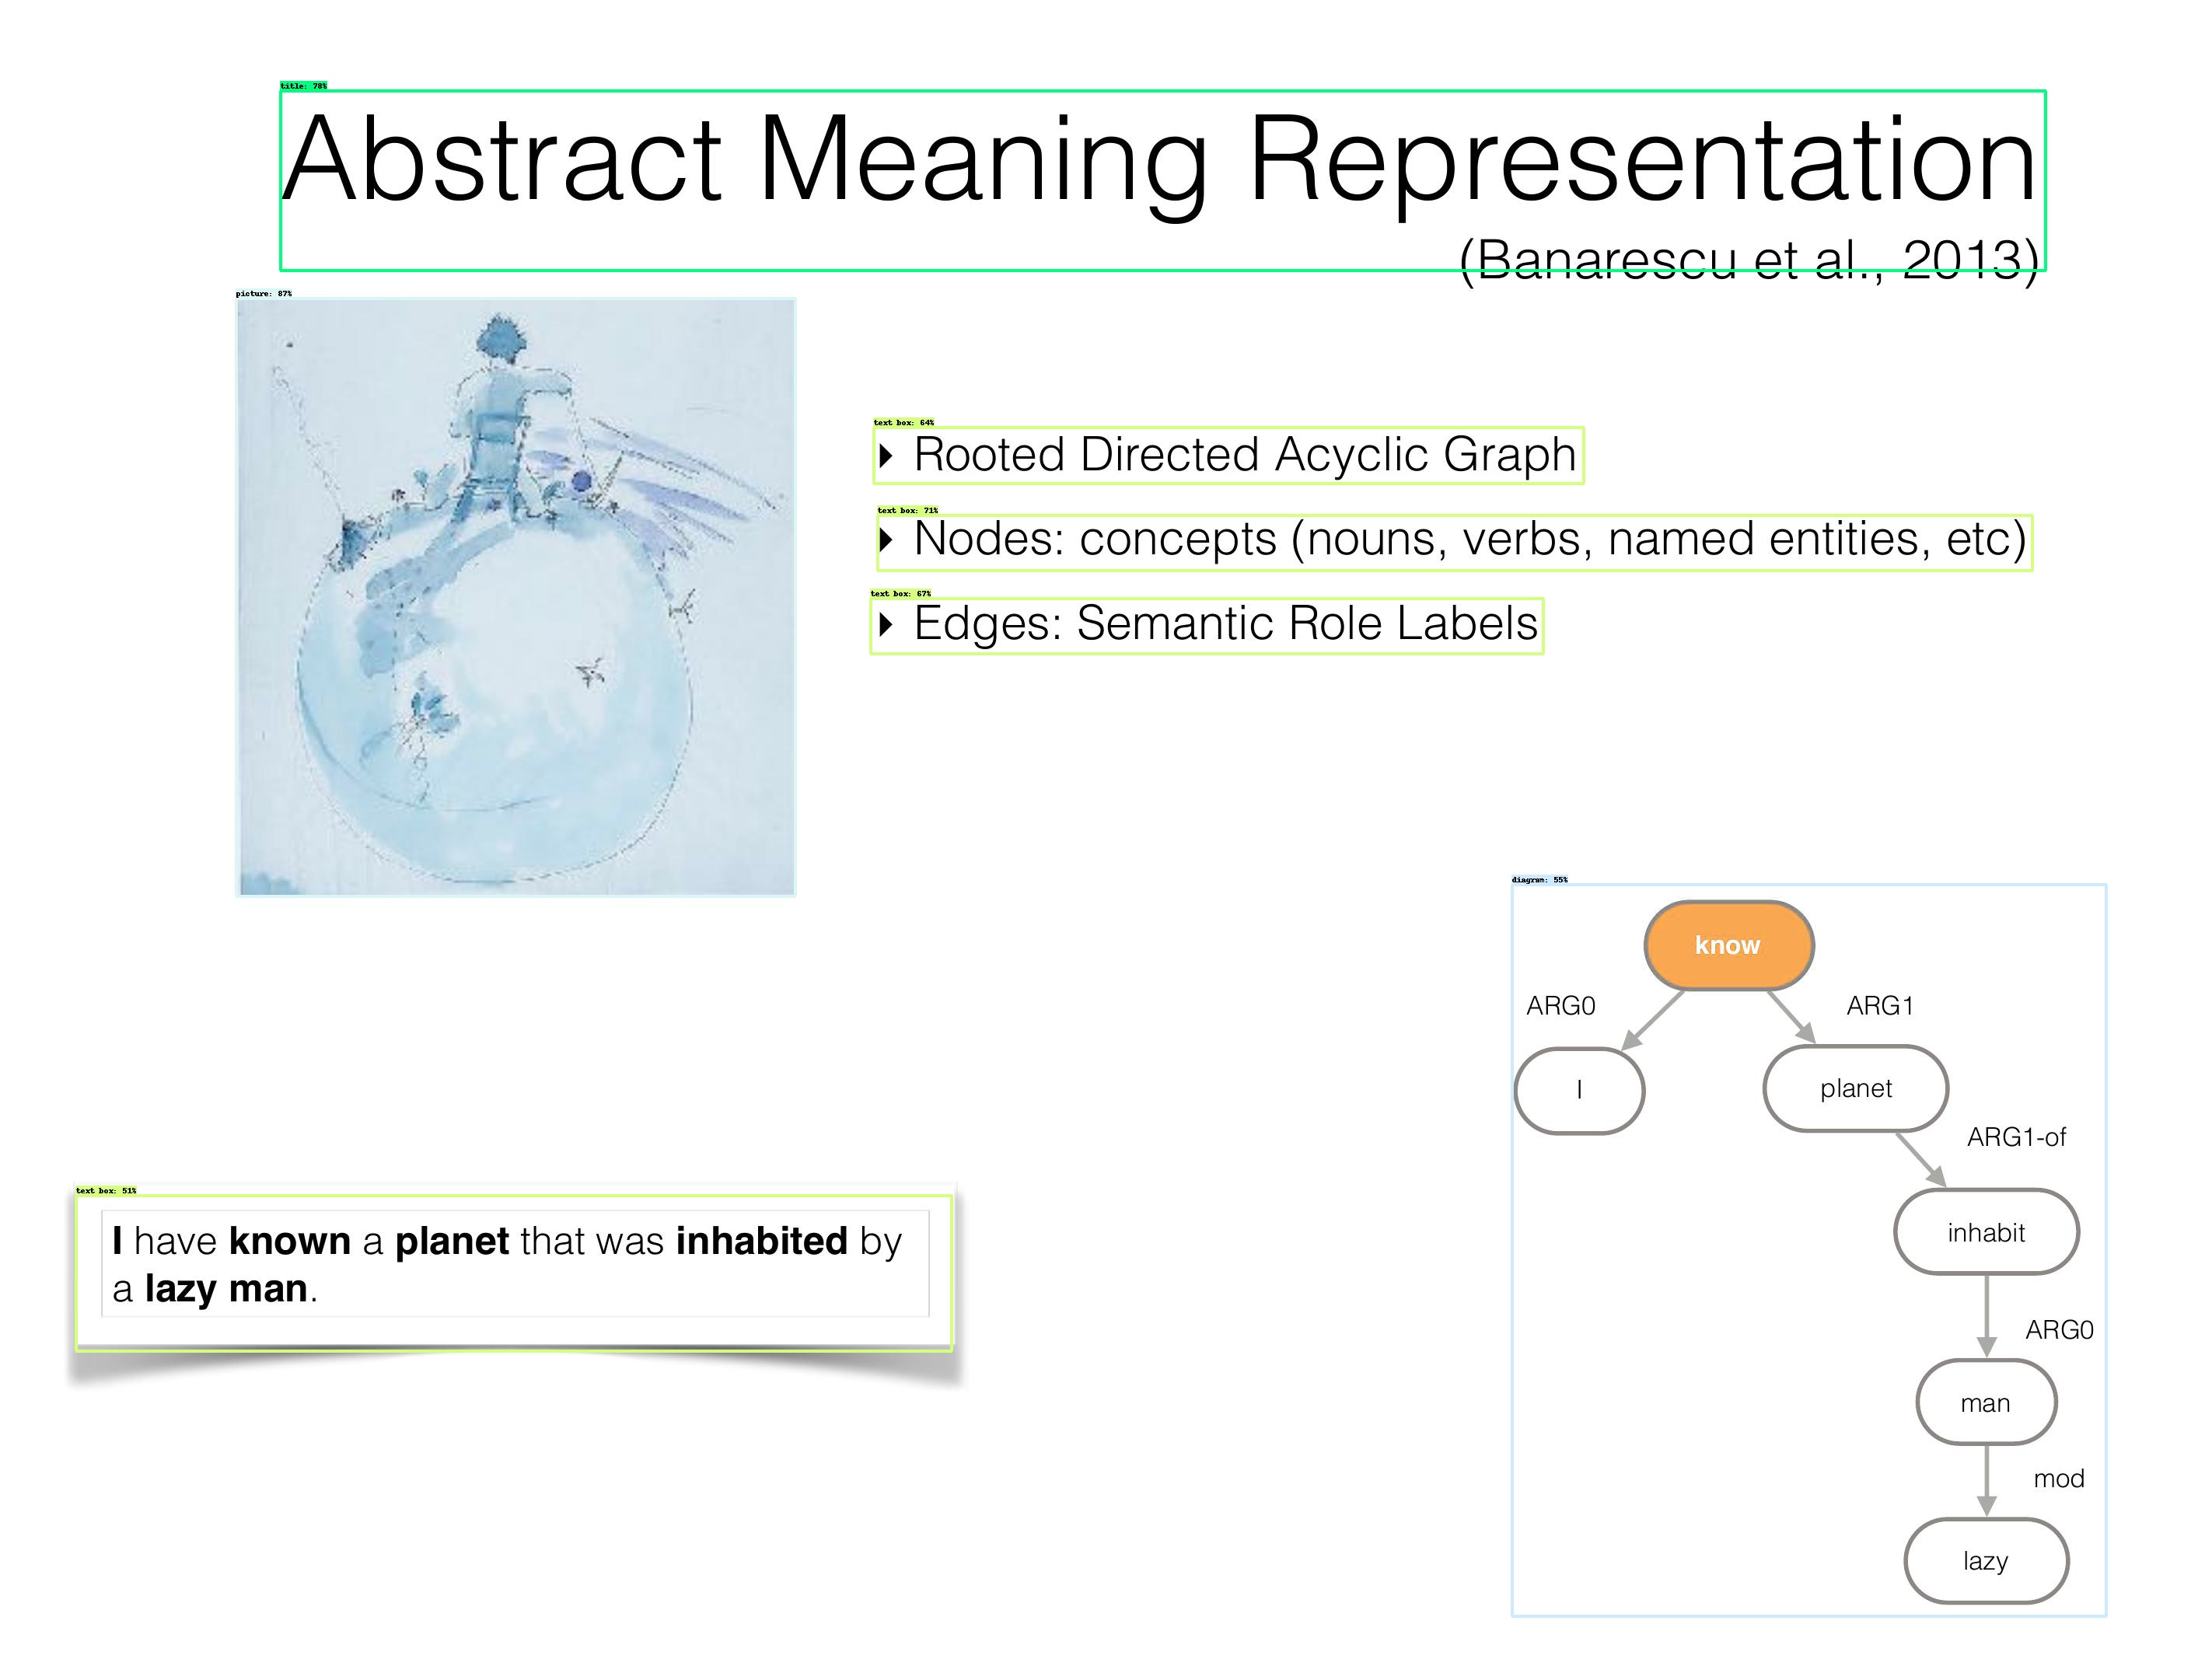 title: 78%
Abstract Meaning Representation
(Banarescu et al., 2013)
picture: 87%
text box: 64%
‣ Rooted Directed Acyclic Graph
text box: 71%
‣ Nodes: concepts (nouns, verbs, named entities, etc)
text box: 67%
‣ Edges: Semantic Role Labels
diagram: 55%
know
ARG0
ARG1
I
planet
ARG1-of
inhabit
ARG0
man
mod
lazy
text box: 51%
I have known a planet that was inhabited by
a lazy man.